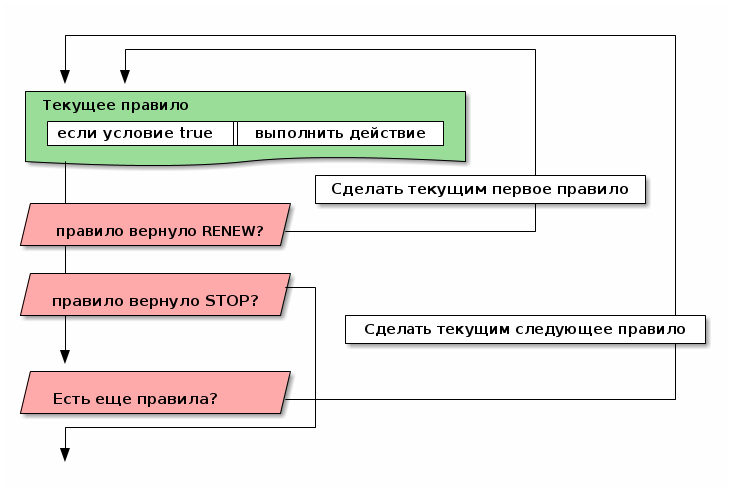 Текущее правило
если условие true
выполнить действие
Сделать текущим первое правило
правило вернуло RENEW?
правило вернуло STOP?
Сделать текущим следующее правило
Есть еще правила?